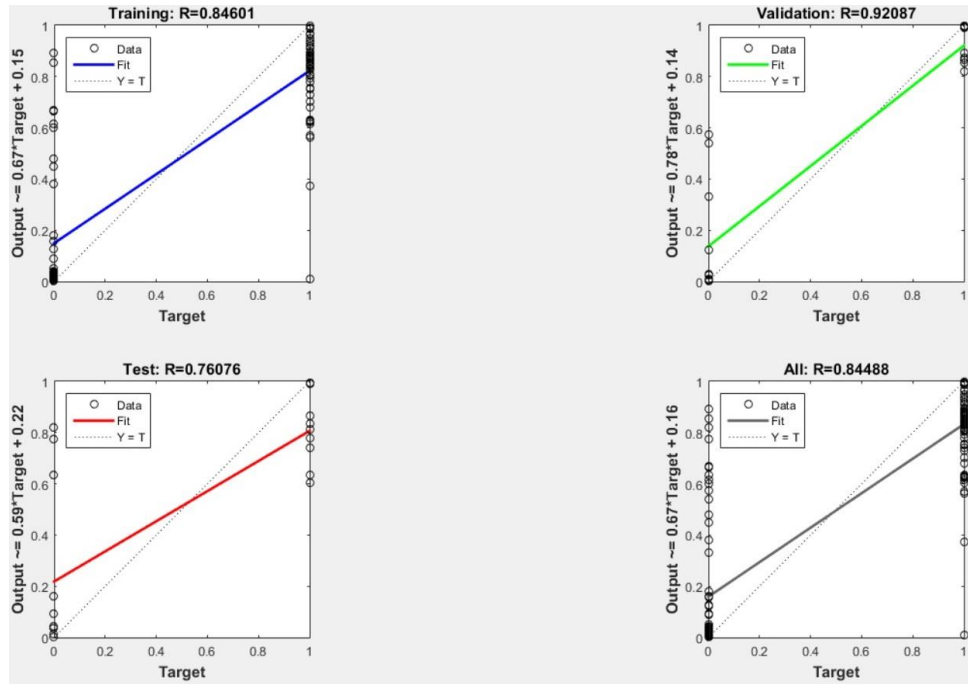 Training: R=0.84601
Output ~= 0.67*Target + 0.15
Data
Fit
Y = T
1
0.8
0.6
0.4
0.2
0
0 0.2 0.4 0.6 0.8 1
Target
Validation: R=0.92087
Output ~= 0.78*Target + 0.14
Data
Fit
Y = T
1
0.8
0.6
0.4
0.2
0
0 0.2 0.4 0.6 0.8 1
Target
Test: R=0.76076
Output ~= 0.59*Target + 0.22
Data
Fit
Y = T
1
0.8
0.6
0.4
0.2
0
0 0.2 0.4 0.6 0.8 1
Target
All: R=0.84488
Output ~= 0.67*Target + 0.16
Data
Fit
Y = T
1
0.8
0.6
0.4
0.2
0
0 0.2 0.4 0.6 0.8 1
Target